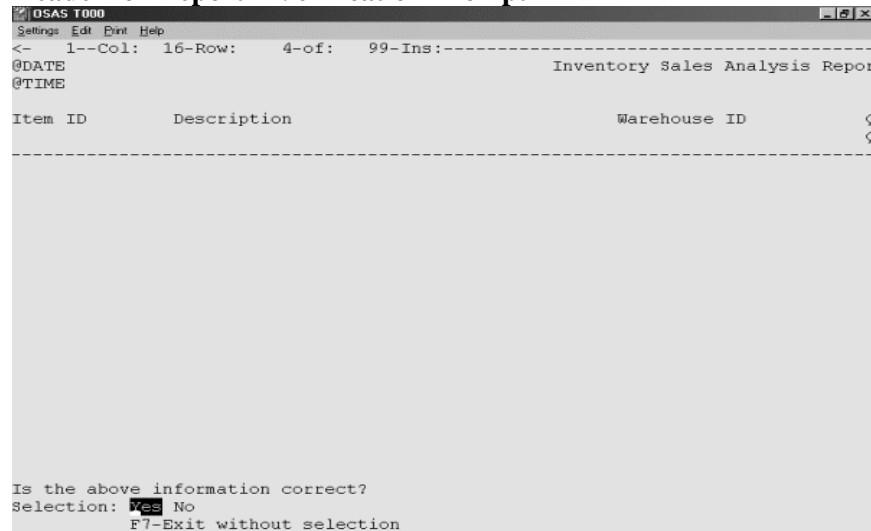 OSAS T000
Settings Edit Print Help
<- 1--Col: 16-Row: 4-of: 99-Ins:----------------------------------------
@DATE Inventory Sales Analysis Repor
@TIME
Item ID Description Warehouse ID
--------------------------------------------------------------------------------
Is the above information correct?
Selection: Yes No
F7-Exit without selection